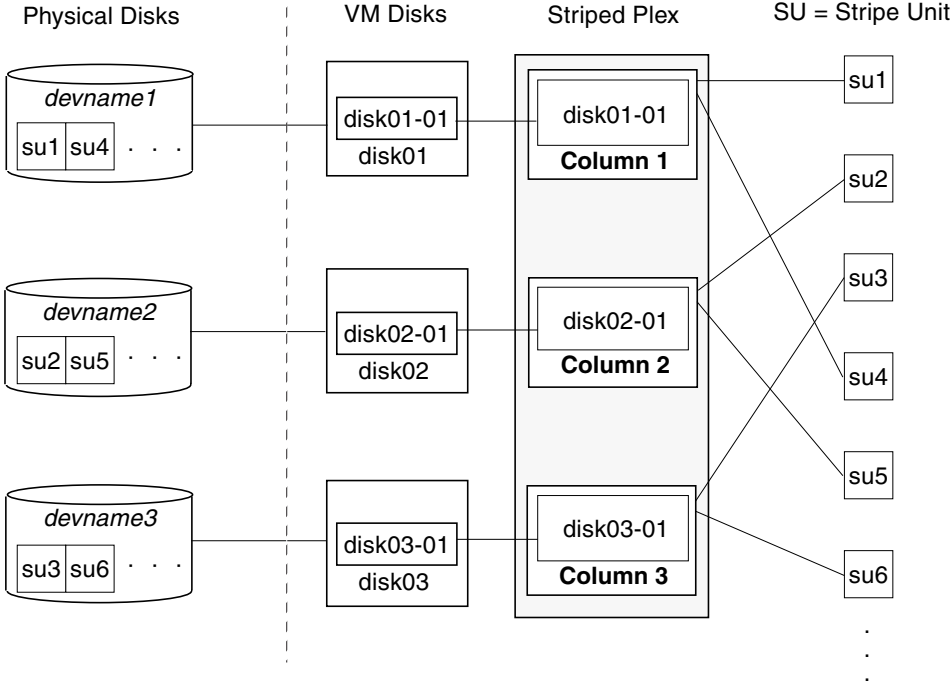 Physical Disks
VM Disks
Striped Plex
SU = Stripe Unit
devname1
su1 su4 . . .
disk01-01
disk01
disk01-01
Column 1
su1
su2
devname2
su2 su5 . . .
disk02-01
disk02
disk02-01
Column 2
su3
su4
devname3
su3 su6 . . .
disk03-01
disk03
disk03-01
Column 3
su5
su6
.
.
.